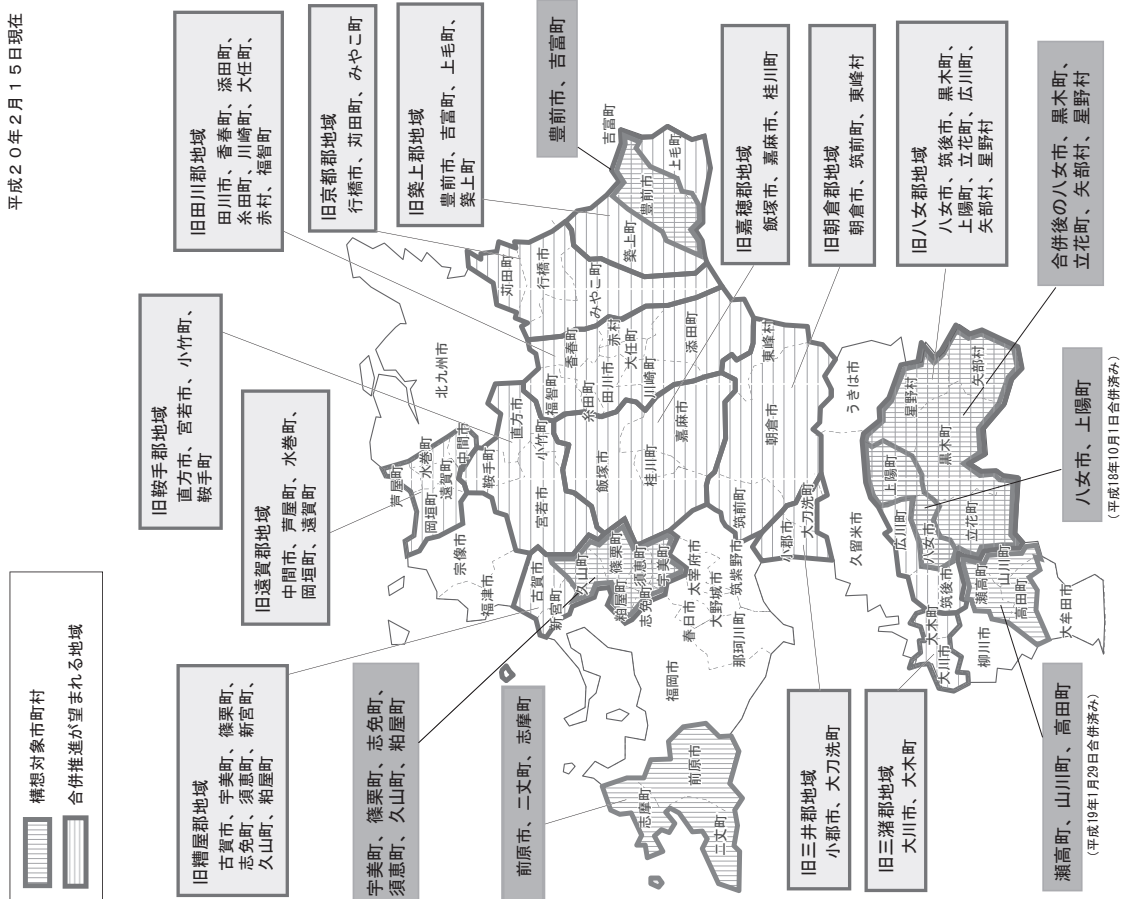 平成２０年２月１５日現在
構想対象市町村
合併推進が望まれる地域
旧糟屋郡地域
古賀市、宇美町、篠栗町、
志免町、須恵町、新宮町、
久山町、粕屋町
宇美町、篠栗町、志免町、
須恵町、久山町、粕屋町
前原市、二丈町、志摩町
旧三井郡地域
小郡市、大刀洗町
旧三潴郡地域
大川市、大木町
瀬高町、山川町、高田町
（平成19年1月29日合併済み）
旧鞍手郡地域
直方市、宮若市、小竹町、
鞍手町
旧遠賀郡地域
中間市、芦屋町、水巻町、
岡垣町、遠賀町
旧田川郡地域
田川市、香春町、添田町、
糸田町、川崎町、大任町、
赤村、福智町
旧京都郡地域
行橋市、苅田町、みやこ町
旧築上郡地域
豊前市、吉富町、上毛町、
築上町
豊前市、吉富町
旧嘉穂郡地域
飯塚市、嘉麻市、桂川町
旧朝倉郡地域
朝倉市、筑前町、東峰村
旧八女郡地域
八女市、筑後市、黒木町、
上陽町、立花町、広川町、
矢部村、星野村
合併後の八女市、黒木町、
立花町、矢部村、星野村
八女市、上陽町
（平成18年10月1日合併済み）
北九州市
芦屋町
水巻町
岡垣町
遠賀町
中間市
宗像市
福津市
鞍手町
直方市
小竹町
宮若市
古賀市
新宮町
久山町
篠栗町
粕屋町
須恵町
志免町
宇美町
福岡市
春日市
大野城市
太宰府市
筑紫野市
那珂川町
前原市
志摩町
二丈町
苅田町
行橋市
みやこ町
築上町
豊前市
上毛町
吉富町
香春町
福智町
糸田町
田川市
赤村
大任町
川崎町
添田町
飯塚市
桂川町
嘉麻市
筑前町
朝倉市
東峰村
小郡市
大刀洗町
久留米市
うきは市
広川町
上陽町
八女市
筑後市
黒木町
星野村
矢部村
立花町
大木町
大川市
柳川市
瀬高町
山川町
高田町
大牟田市